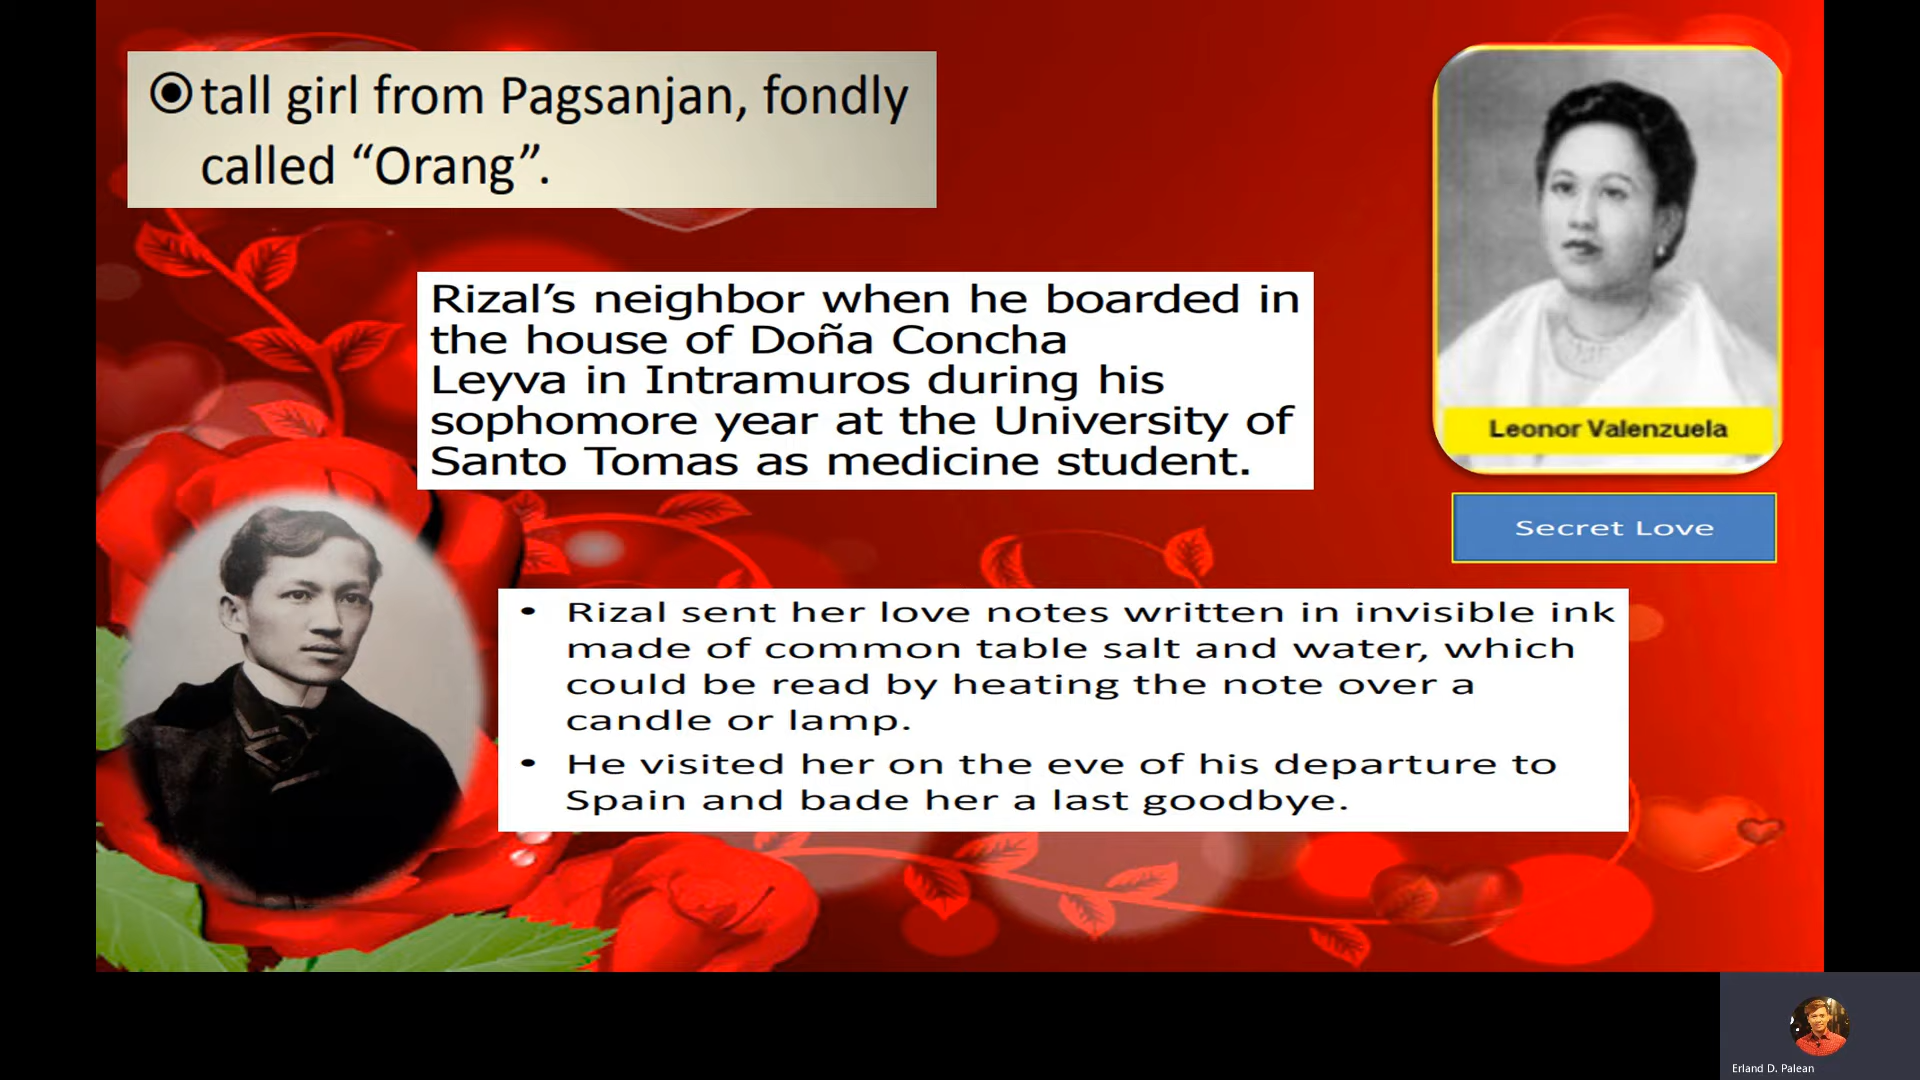 tall girl from Pagsanjan, fondly
called “Orang”.
Rizal’s neighbor when he boarded in
the house of Doña Concha
Leyva in Intramuros during his
sophomore year at the University of
Santo Tomas as medicine student.
Leonor Valenzuela
Secret Love
• Rizal sent her love notes written in invisible ink
made of common table salt and water, which
could be read by heating the note over a
candle or lamp.
• He visited her on the eve of his departure to
Spain and bade her a last goodbye.
Erland D. Palean